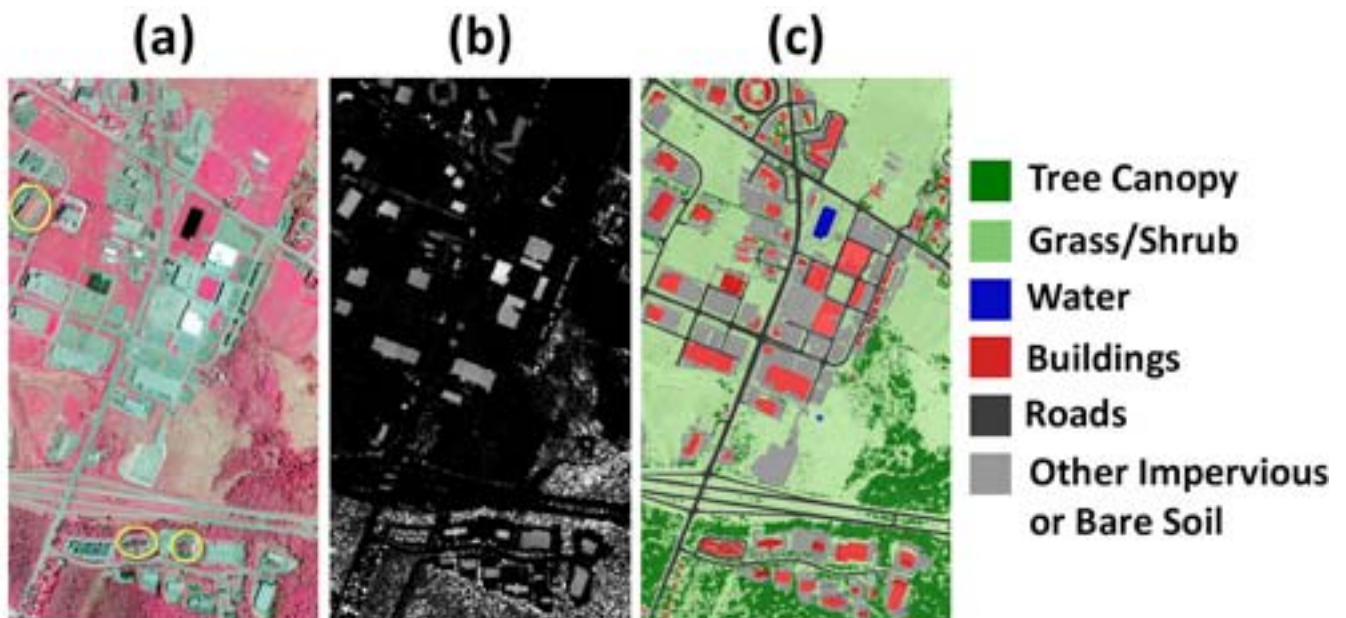 (a)
(b)
(c)
Tree Canopy
Grass/Shrub
Water
Buildings
Roads
Other Impervious
or Bare Soil